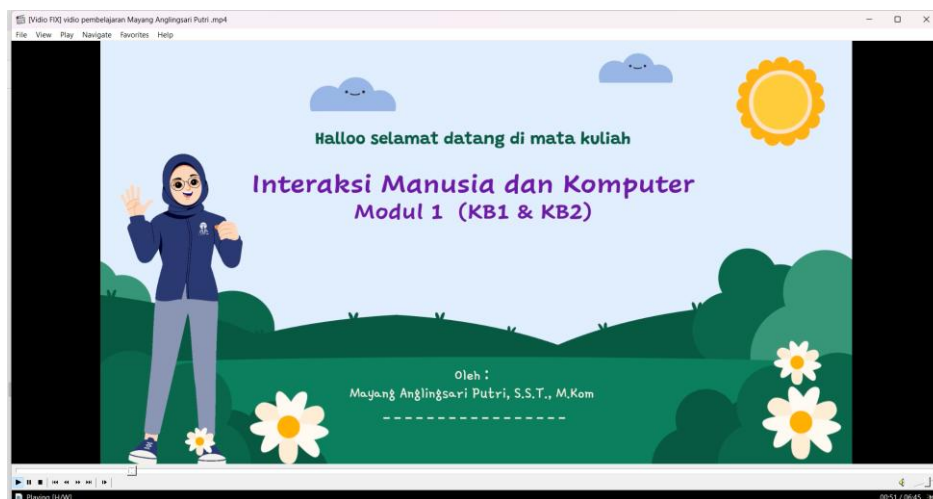 [Vidio FIX] vidio pembelajaran Mayang Anglingsari Putri .mp4
File View Play Navigate Favorites Help
Halloo selamat datang di mata kuliah
Interaksi Manusia dan Komputer
Modul 1 (KB1 & KB2)
Oleh :
Mayang Anglingsari Putri, S.S.T., M.Kom
Playing [H/W]
00:51 / 06:45